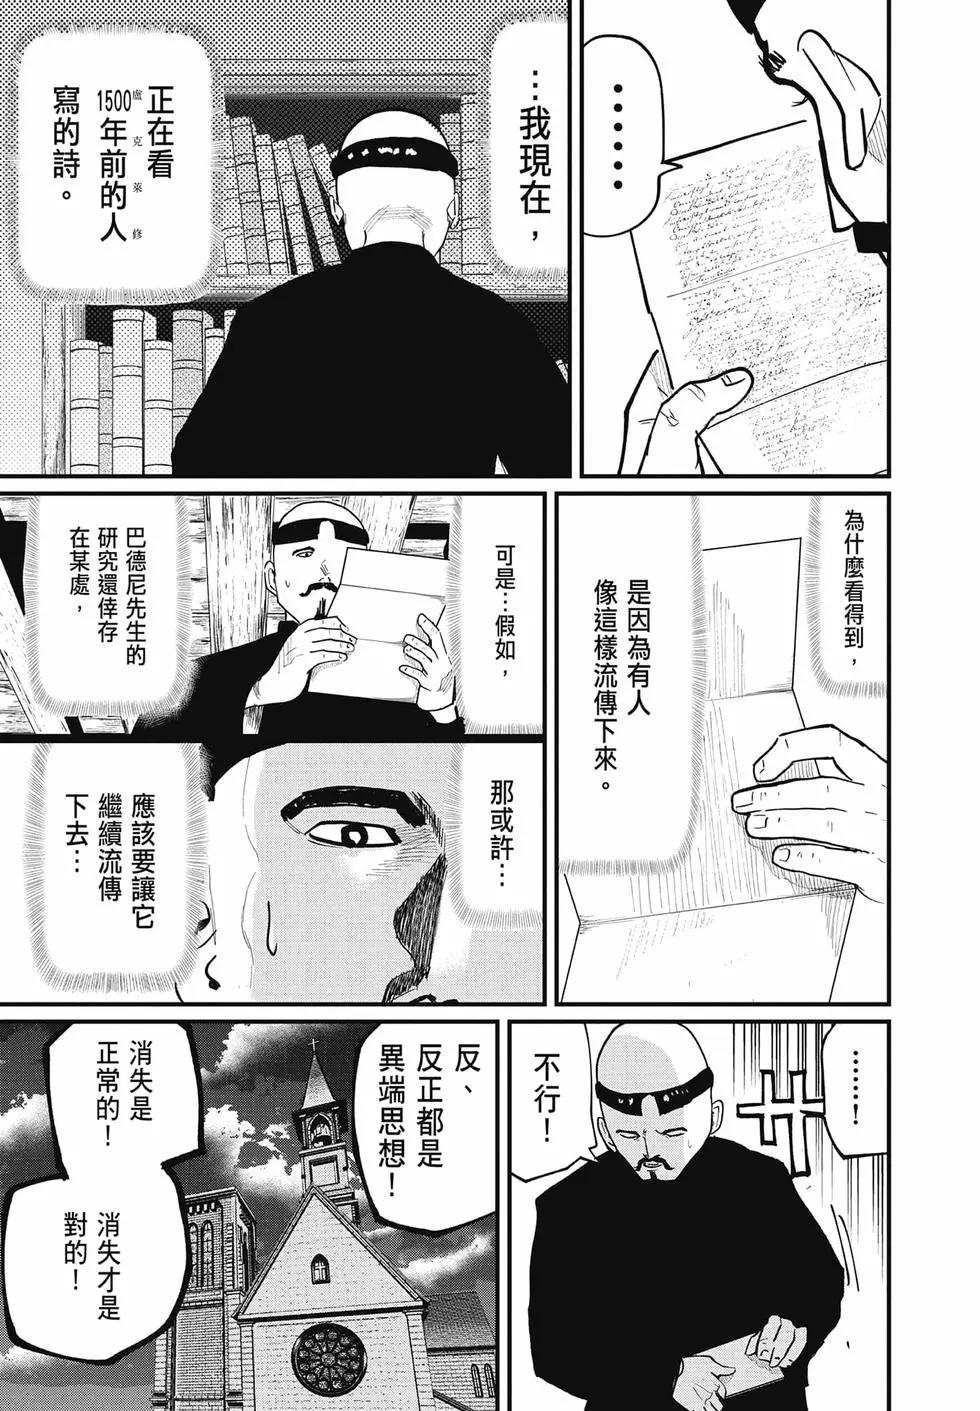 ⋯⋯
⋯我現在，
正在看
1500年前的人
盧克萊修
寫的詩。
為什麼看得到，
是因為有人
像這樣流傳下來。
可是⋯假如，
巴德尼先生的
研究還倖存
在某處，
那或許⋯
應該要讓它
繼續流傳
下去⋯
⋯⋯！
不行！
反、
反正都是
異端思想！
消失是
正常的！
消失才是
對的！